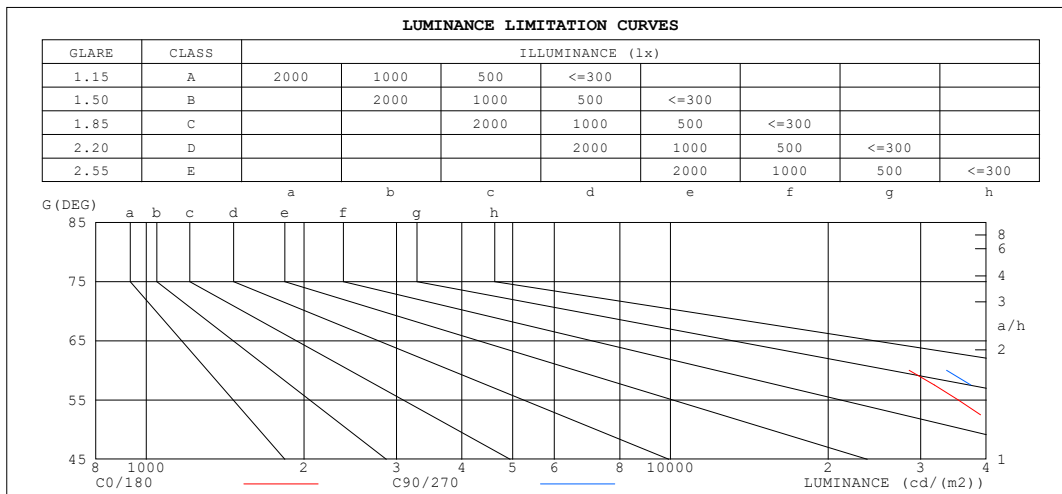 LUMINANCE LIMITATION CURVES
GLARE CLASS ILLUMINANCE (lx)
1.15 A 2000 1000 500 <=300
1.50 B 2000 1000 500 <=300
1.85 C 2000 1000 500 <=300
2.20 D 2000 1000 500 <=300
2.55 E 2000 1000 500 <=300
a b c d e f g h
G(DEG)
a b c d e f g h
85
8
6
75 4
3
a/h
65
2
55
45 1
8 1000 2 3 4 5 6 8 10000 2 3 4
C0/180 C90/270 LUMINANCE (cd/(m2))